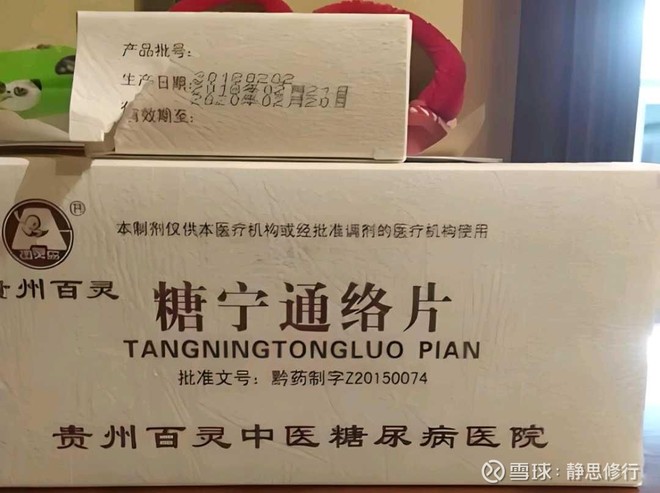 产品批号：
20180202
生产日期：
2018年02月21日
2020年02月20日
有效期至：
本制剂仅供本医疗机构或经批准调剂的医疗机构使用
R
百灵鸟
贵州百灵
糖宁通络片
TANGNINGTONGLUO PIAN
批准文号：黔药制字Z20150074
贵州百灵中医糖尿病医院
雪球：静思修行